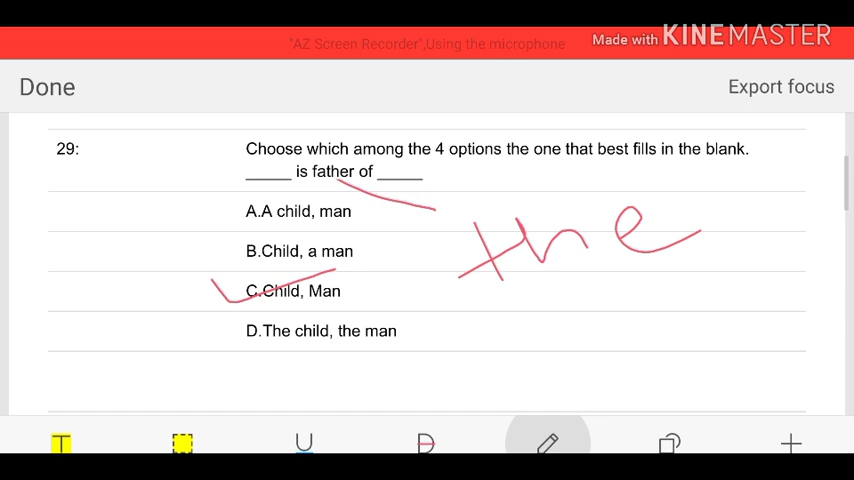 "AZ Screen Recorder",Using the microphone
Made with KINEMASTER
Done
Export focus
29:
Choose which among the 4 options the one that best fills in the blank.
_____ is father of _____
A.A child, man
B.Child, a man
C.Child, Man
D.The child, the man
the
T
U
D